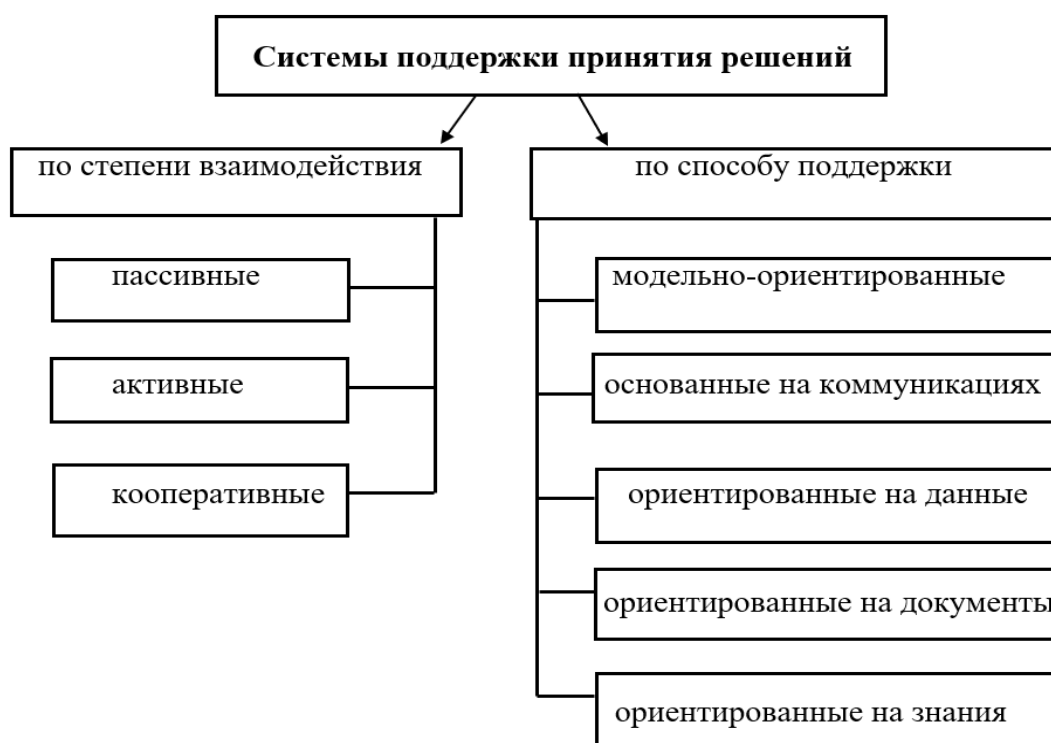 Системы поддержки принятия решений
по степени взаимодействия
пассивные
активные
кооперативные
по способу поддержки
модельно-ориентированные
основанные на коммуникациях
ориентированные на данные
ориентированные на документы
ориентированные на знания